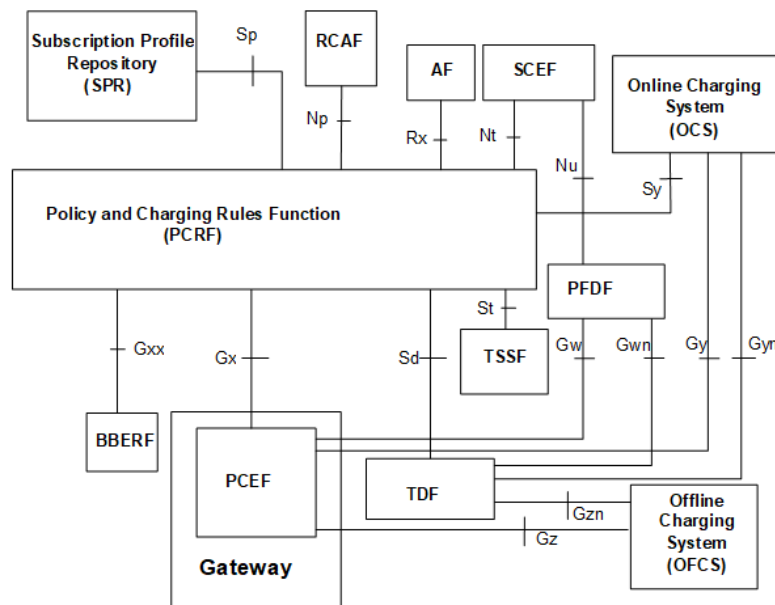 Subscription Profile
Repository
(SPR)
Sp
RCAF
AF
SCEF
Online Charging
System
(OCS)
Np
Rx
Nt
Nu
Sy
Policy and Charging Rules Function
(PCRF)
PFDF
St
Gxx
Gx
Sd
TSSF
Gw
Gwn
Gy
Gyn
BBERF
PCEF
TDF
Offline
Charging
System
(OFCS)
Gzn
Gz
Gateway